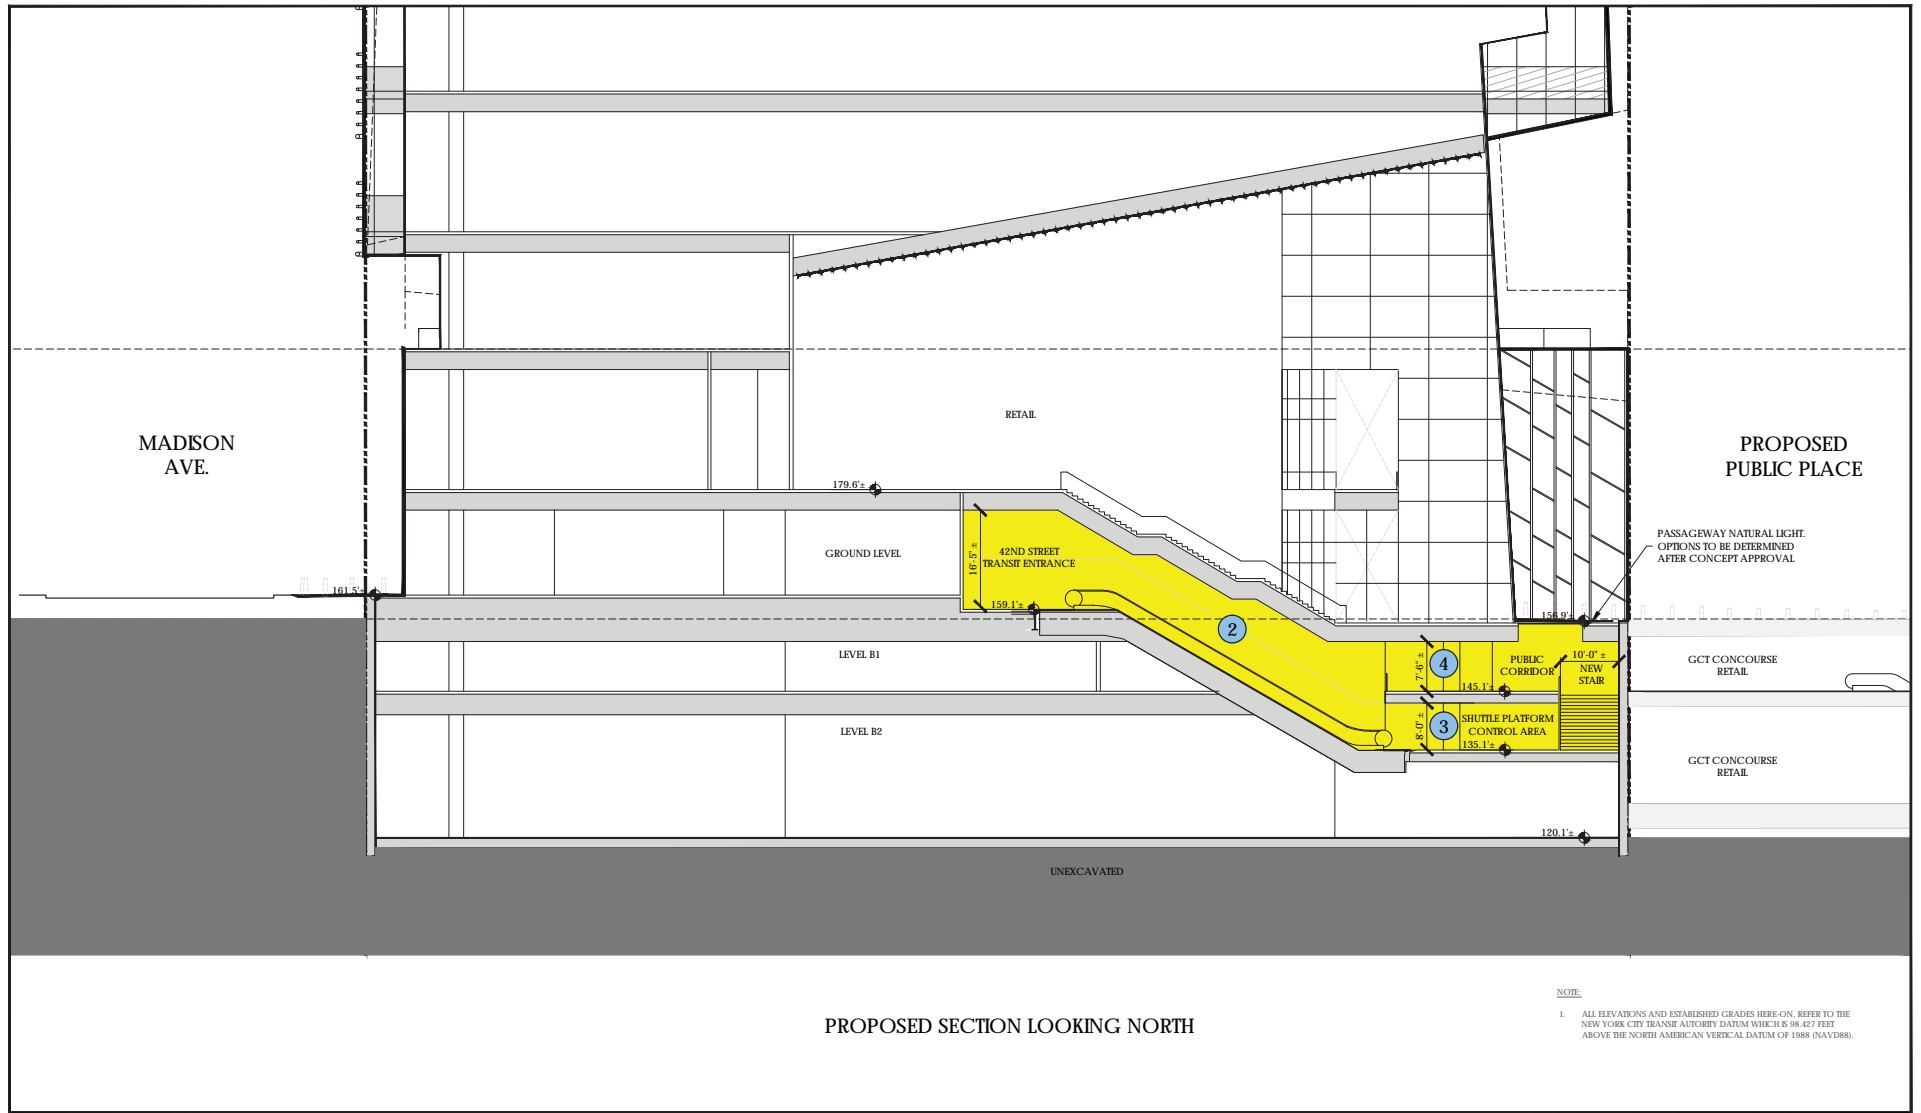 RETAIL
MADISON
AVE.
PROPOSED
PUBLIC PLACE
179.6'±
PASSAGEWAY NATURAL LIGHT.
OPTIONS TO BE DETERMINED
AFTER CONCEPT APPROVAL
16'-5" ±
42ND STREET
TRANSIT ENTRANCE
GROUND LEVEL
161.5'±
159.1'±
156.9'±
2
LEVEL B1
7'-6" ±
4
PUBLIC
CORRIDOR
10'-0" ±
NEW
STAIR
GCT CONCOURSE
RETAIL
145.1'±
LEVEL B2
8'-0" ±
3
SHUTTLE PLATFORM
CONTROL AREA
135.1'±
GCT CONCOURSE
RETAIL
120.1'±
UNEXCAVATED
PROPOSED SECTION LOOKING NORTH
NOTE:
1. ALL ELEVATIONS AND ESTABLISHED GRADES HERE-ON, REFER TO THE
NEW YORK CITY TRANSIT AUTORITY DATUM WHICH IS 98.427 FEET
ABOVE THE NORTH AMERICAN VERTICAL DATUM OF 1988 (NAVD88).